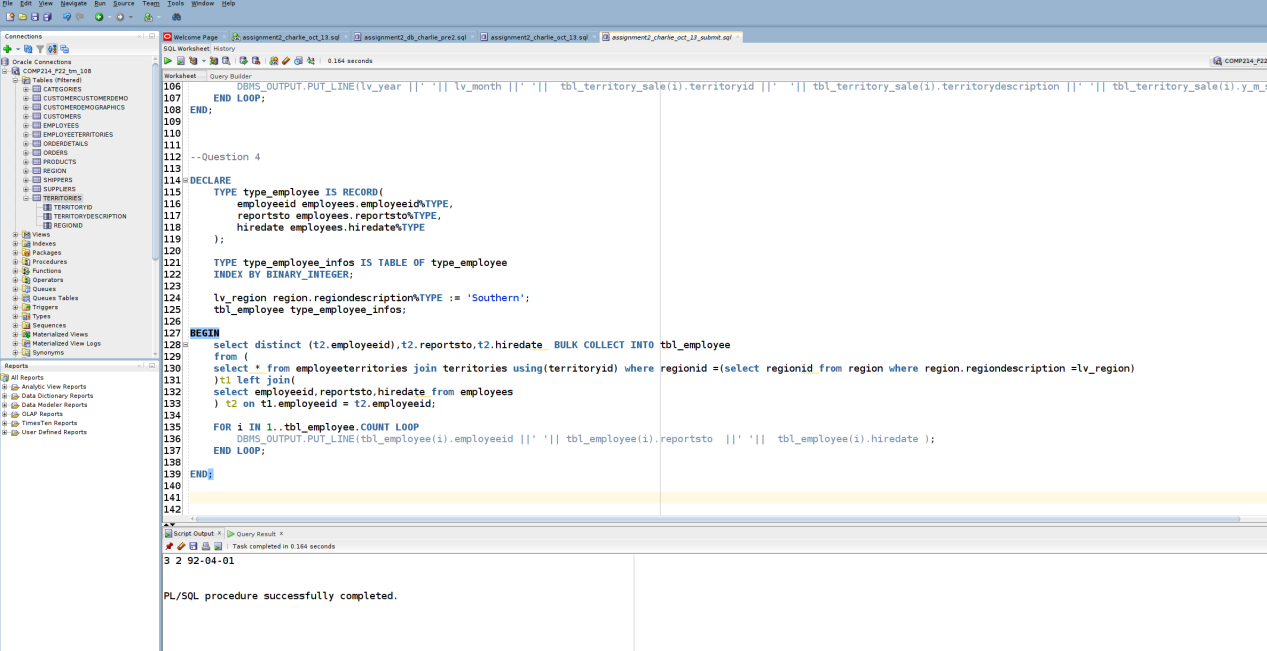 File Edit View Navigate Run Source Team Tools Window Help
Connections
Oracle Connections
COMP214_F22_tm_108
Tables (Filtered)
CATEGORIES
CUSTOMERCUSTOMERDEMO
CUSTOMERDEMOGRAPHICS
CUSTOMERS
EMPLOYEES
EMPLOYEETERRITORIES
ORDERDETAILS
ORDERS
PRODUCTS
REGION
SHIPPERS
SUPPLIERS
TERRITORIES
TERRITORYID
TERRITORYDESCRIPTION
REGIONID
Views
Indexes
Packages
Procedures
Functions
Operators
Queues
Queues Tables
Triggers
Types
Sequences
Materialized Views
Materialized View Logs
Synonyms
Reports
All Reports
Analytic View Reports
Data Dictionary Reports
Data Modeler Reports
OLAP Reports
TimesTen Reports
User Defined Reports
Welcome Page assignment2_charlie_oct_13.sql assignment2_db_charlie_pre2.sql assignment2_charlie_oct_13.sql assignment2_charlie_oct_13_submit.sql
SQL Worksheet History
0.164 seconds COMP214_F22
Worksheet Query Builder
106 DBMS_OUTPUT.PUT_LINE(lv_year ||' '|| lv_month ||' '|| tbl_territory_sale(i).territoryid ||'  '|| tbl_territory_sale(i).territorydescription ||' '|| tbl_territory_sale(i).y_m_s
107 END LOOP;
108 END;
109
110
111
112 --Question 4
113
114 DECLARE
115 TYPE type_employee IS RECORD(
116 employeeid employees.employeeid%TYPE,
117 reportsto employees.reportsto%TYPE,
118 hiredate employees.hiredate%TYPE
119 );
120
121 TYPE type_employee_infos IS TABLE OF type_employee
122 INDEX BY BINARY_INTEGER;
123
124 lv_region region.regiondescription%TYPE := 'Southern';
125 tbl_employee type_employee_infos;
126
127 BEGIN
128 select distinct (t2.employeeid),t2.reportsto,t2.hiredate BULK COLLECT INTO tbl_employee
129 from (
130 select * from employeeterritories join territories using(territoryid) where regionid =(select regionid from region where region.regiondescription =lv_region)
131 )t1 left join(
132 select employeeid,reportsto,hiredate from employees
133 ) t2 on t1.employeeid = t2.employeeid;
134
135 FOR i IN 1..tbl_employee.COUNT LOOP
136 DBMS_OUTPUT.PUT_LINE(tbl_employee(i).employeeid ||' '|| tbl_employee(i).reportsto ||' '|| tbl_employee(i).hiredate );
137 END LOOP;
138
139 END;
140
141
142
Script Output x Query Result x
Task completed in 0.164 seconds
3 2 92-04-01
PL/SQL procedure successfully completed.